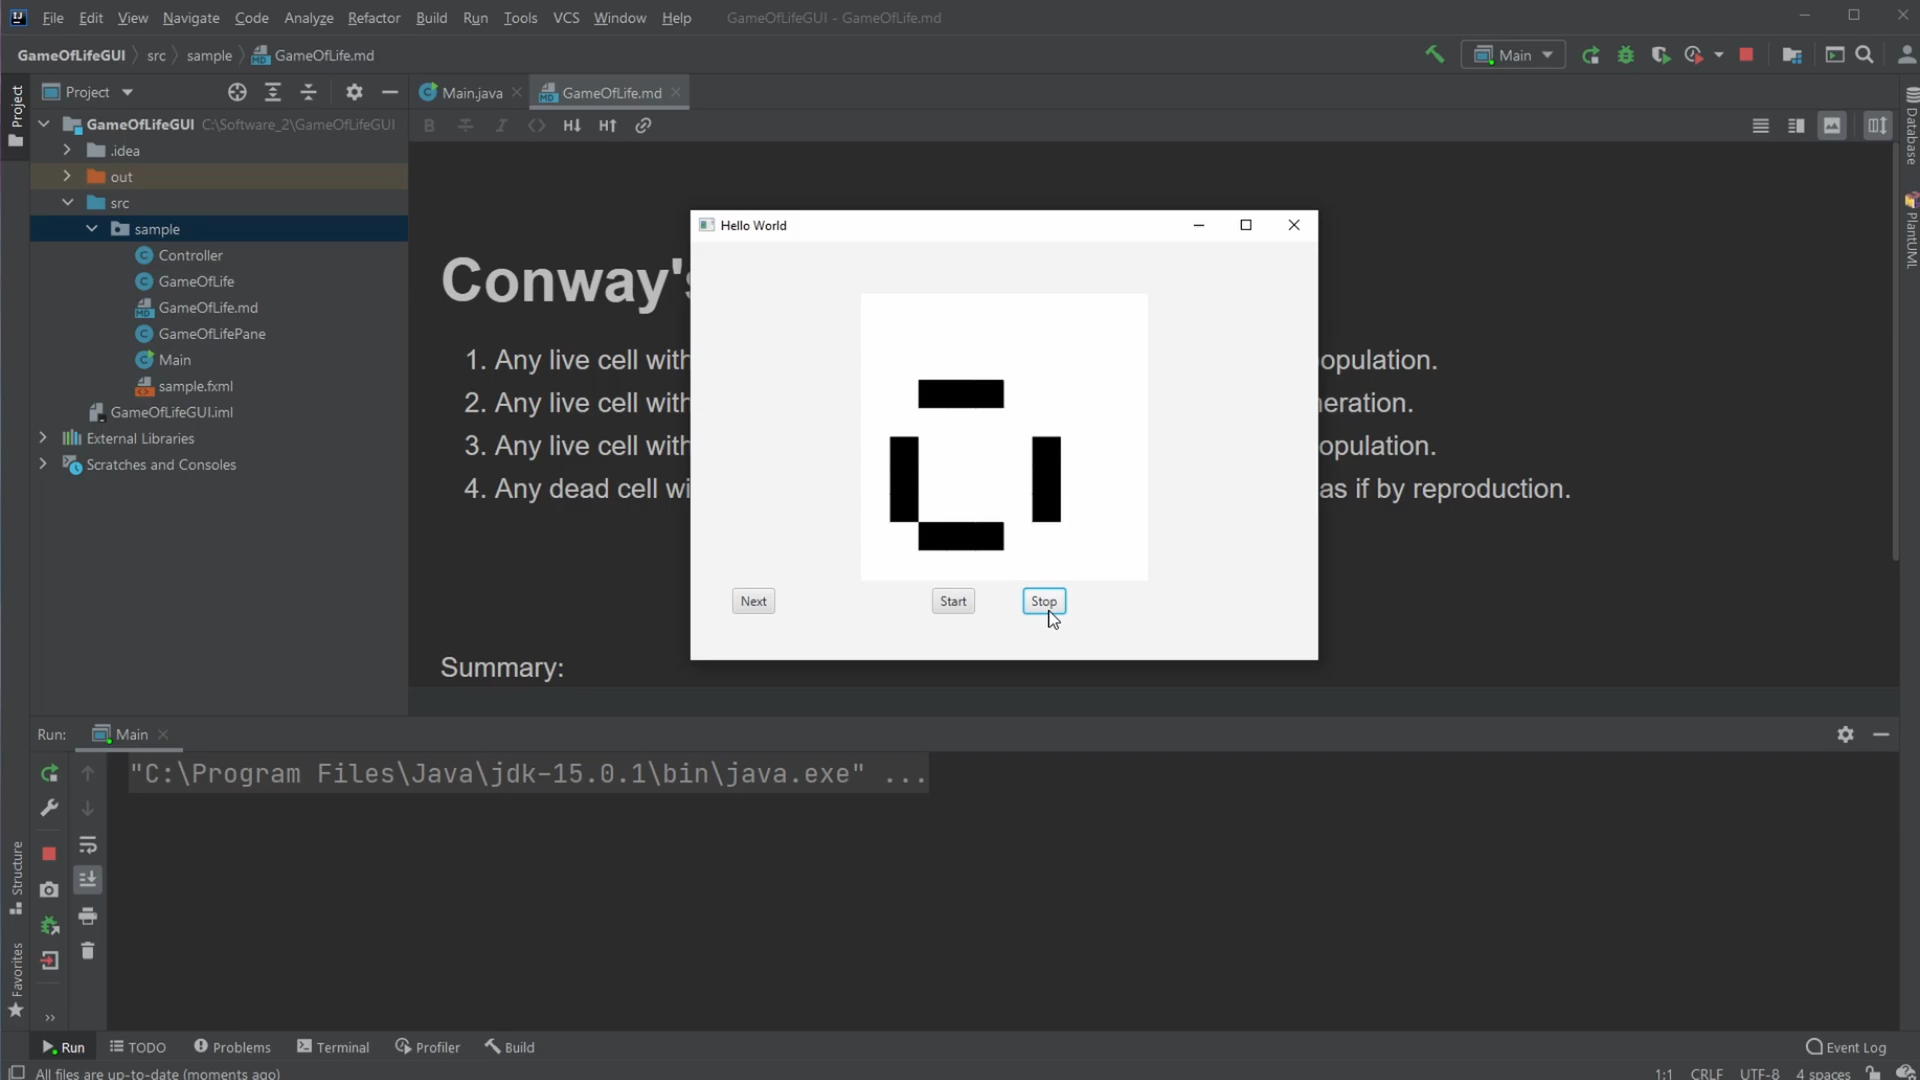 File Edit View Navigate Code Analyze Refactor Build Run Tools VCS Window Help GameOfLifeGUI - GameOfLife.md
GameOfLifeGUI src sample GameOfLife.md Main
Project Main.java GameOfLife.md
Project
GameOfLifeGUI C:\Software_2\GameOfLifeGUI
.idea
out
src
sample
Controller
GameOfLife
GameOfLife.md
GameOfLifePane
Main
sample.fxml
GameOfLifeGUI.iml
External Libraries
Scratches and Consoles
B I <> H↓ H↑
Conway's
1. Any live cell with opulation.
2. Any live cell with neration.
3. Any live cell with opulation.
4. Any dead cell wi as if by reproduction.
Summary:
Hello World
Next Start Stop
Database
PlantUML
Run: Main
"C:\Program Files\Java\jdk-15.0.1\bin\java.exe" ...
Structure
Favorites
Run TODO Problems Terminal Profiler Build Event Log
All files are up-to-date (moments ago) 1:1 CRLF UTF-8 4 spaces